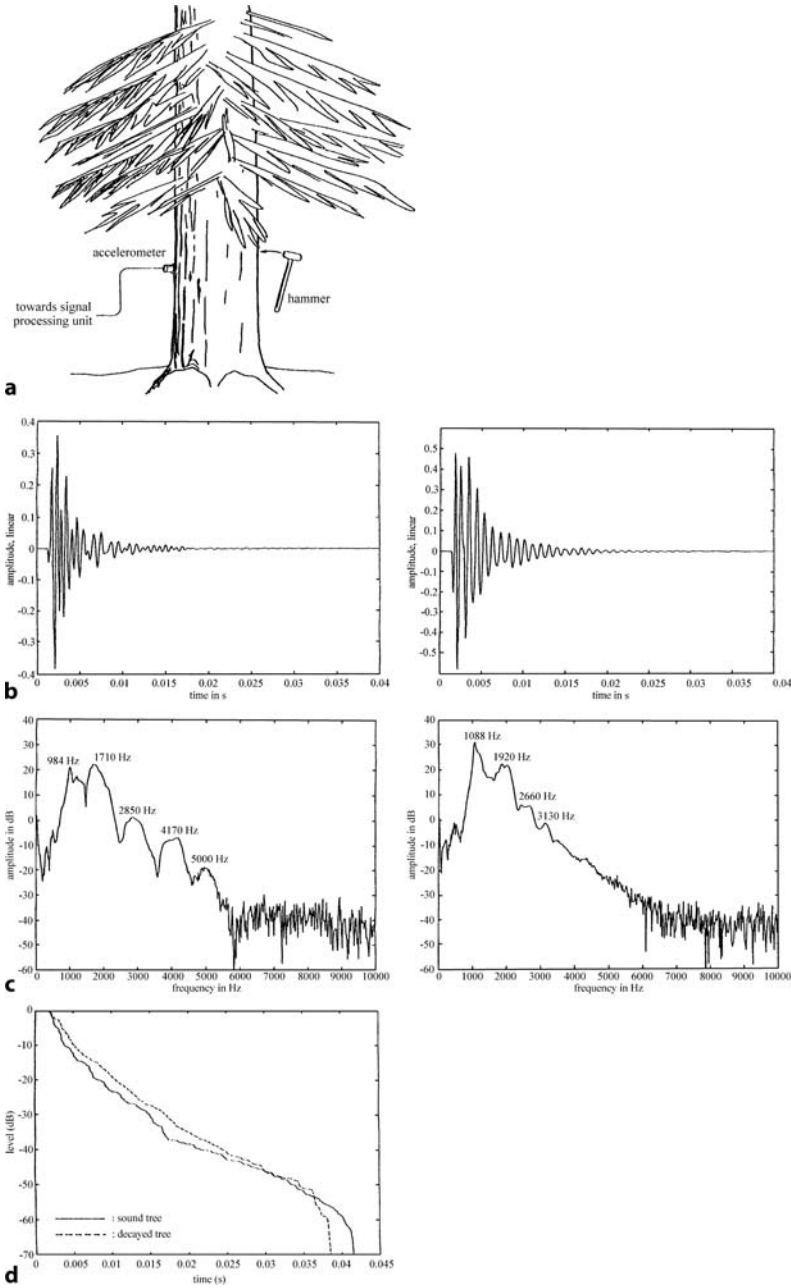 accelerometer
towards signal
processing unit
hammer
a
0.4
0.3
0.2
0.1
0
-0.1
-0.2
-0.3
-0.4
amplitude, linear
0 0.005 0.01 0.015 0.02 0.025 0.03 0.035 0.04
time in s
0.5
0.4
0.3
0.2
0.1
0
-0.1
-0.2
-0.3
-0.4
-0.5
amplitude, linear
0 0.005 0.01 0.015 0.02 0.025 0.03 0.035 0.04
time in s
b
40
30
20
10
0
-10
-20
-30
-40
-50
-60
amplitude in dB
984 Hz
1710 Hz
2850 Hz
4170 Hz
5000 Hz
0 1000 2000 3000 4000 5000 6000 7000 8000 9000 10000
frequency in Hz
40
30
20
10
0
-10
-20
-30
-40
-50
-60
amplitude in dB
1088 Hz
1920 Hz
2660 Hz
3130 Hz
0 1000 2000 3000 4000 5000 6000 7000 8000 9000 10000
frequency in Hz
c
0
-10
-20
-30
-40
-50
-60
-70
level (dB)
: sound tree
: decayed tree
0 0.005 0.01 0.015 0.02 0.025 0.03 0.035 0.04 0.045
time (s)
d